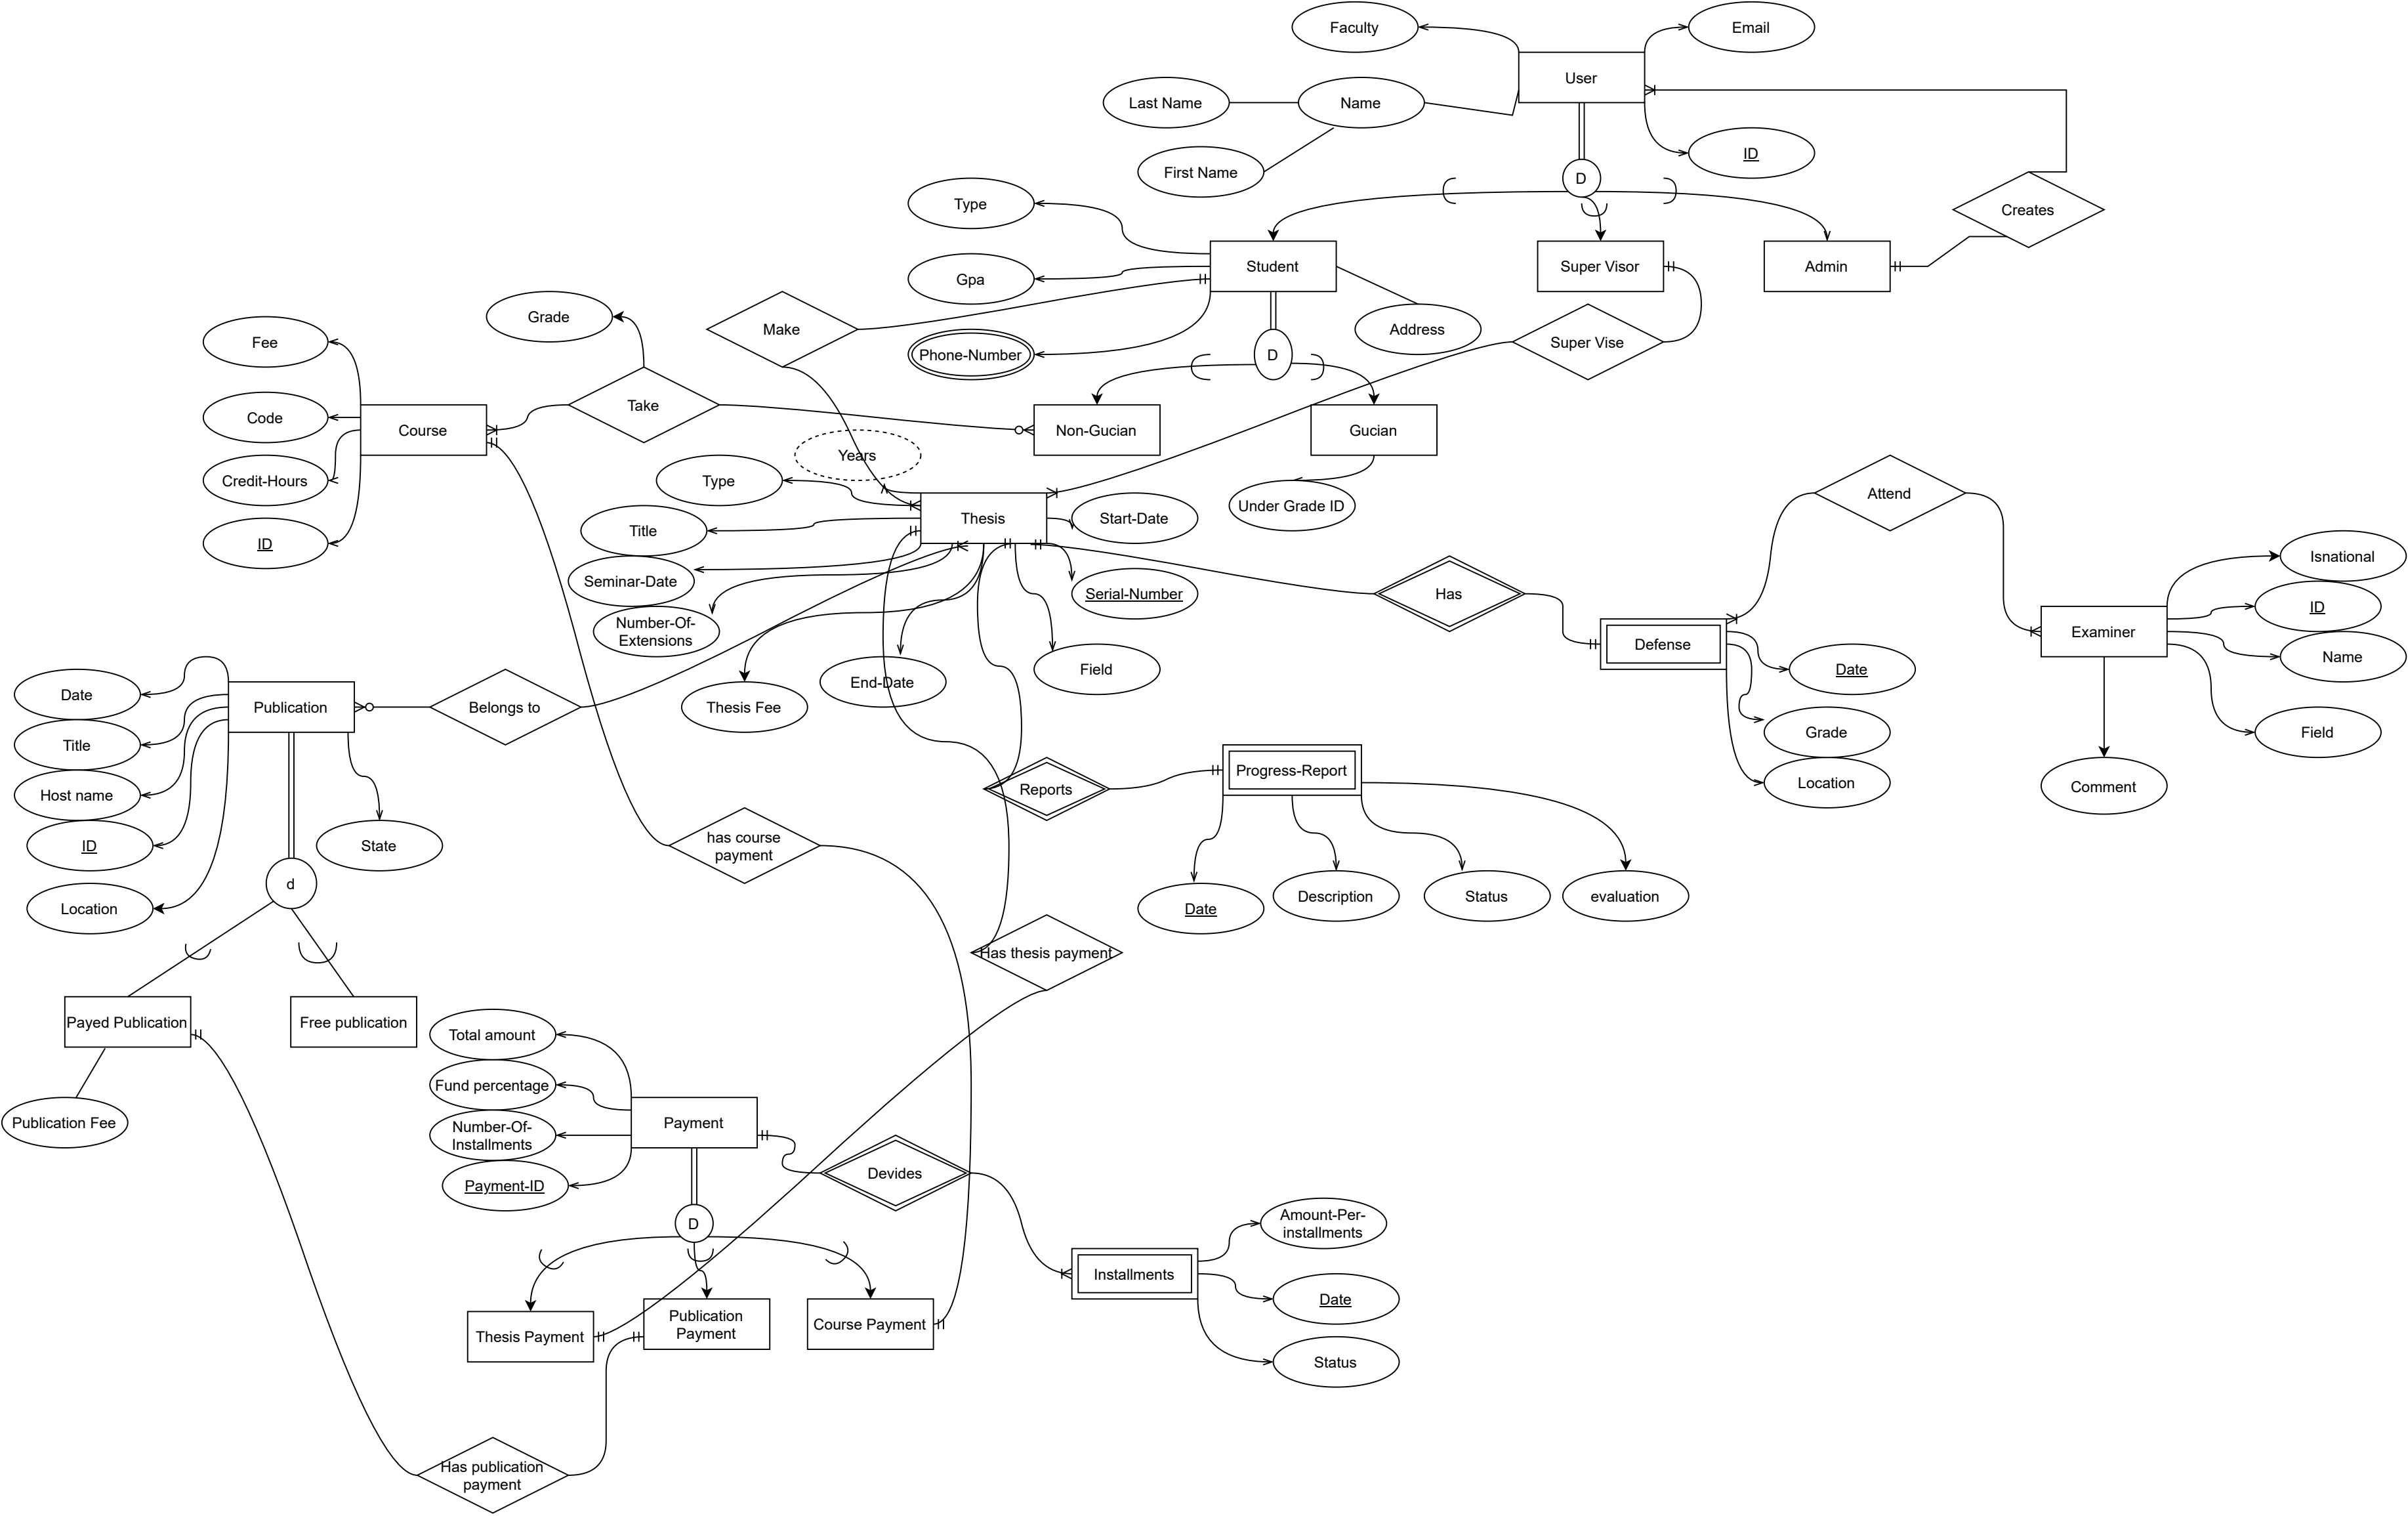 Faculty
Email
User
Last Name
Name
First Name
ID
D
Type
Creates
Student
Super Visor
Admin
Gpa
Grade
Make
Address
Fee
Super Vise
Phone-Number
D
Take
Code
Course
Non-Gucian
Gucian
Years
Credit-Hours
Type
Attend
Under Grade ID
Thesis
Start-Date
Title
ID
Isnational
Seminar-Date
Serial-Number
Has
ID
Number-Of-
Extensions
Examiner
Defense
Name
Field
Date
End-Date
Date
Publication
Belongs to
Thesis Fee
Grade
Field
Title
Progress-Report
Location
Comment
Host name
Reports
has course
payment
ID
State
d
Description
Status
evaluation
Location
Date
Has thesis payment
Payed Publication
Free publication
Total amount
Fund percentage
Publication Fee
Payment
Number-Of-
Installments
Devides
Payment-ID
D
Amount-Per-
installments
Installments
Date
Publication
Payment
Course Payment
Thesis Payment
Status
Has publication
payment